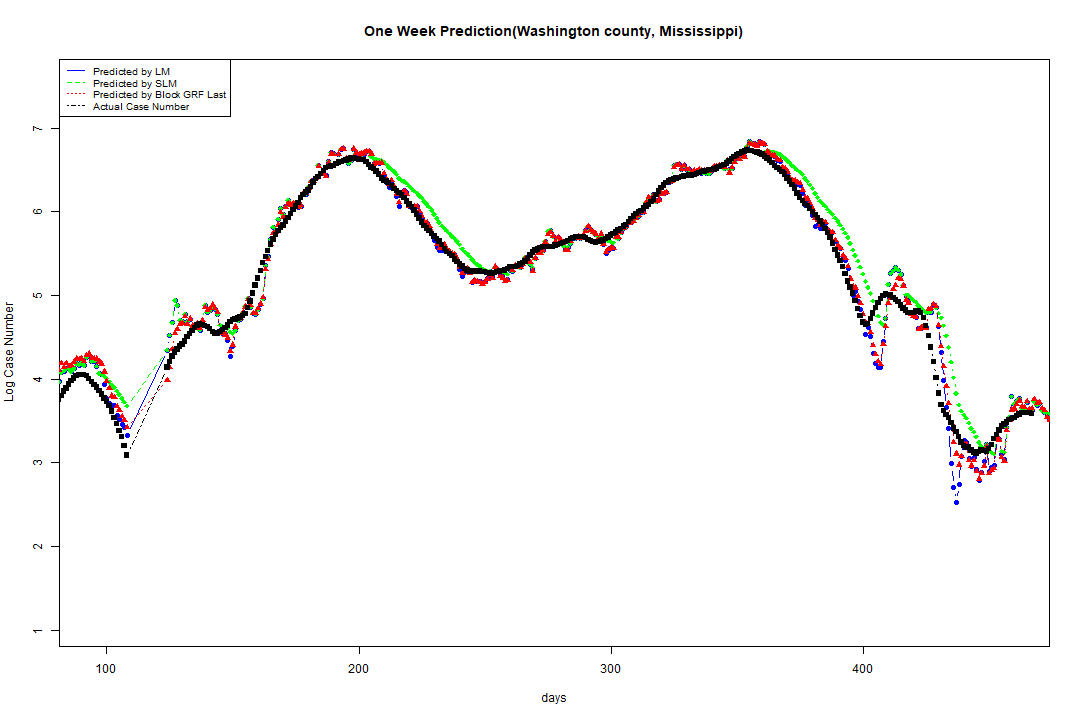 One Week Prediction(Washington county, Mississippi)
Predicted by LM
Predicted by SLM
Predicted by Block GRF Last
Actual Case Number
Log Case Number
7
6
5
4
3
2
1
100 200 300 400
days